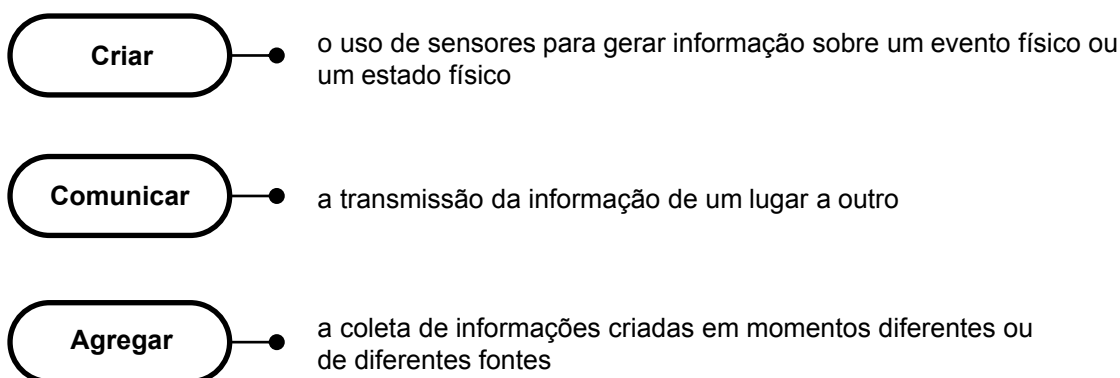 Criar
o uso de sensores para gerar informação sobre um evento físico ou
um estado físico
Comunicar
a transmissão da informação de um lugar a outro
Agregar
a coleta de informações criadas em momentos diferentes ou
de diferentes fontes